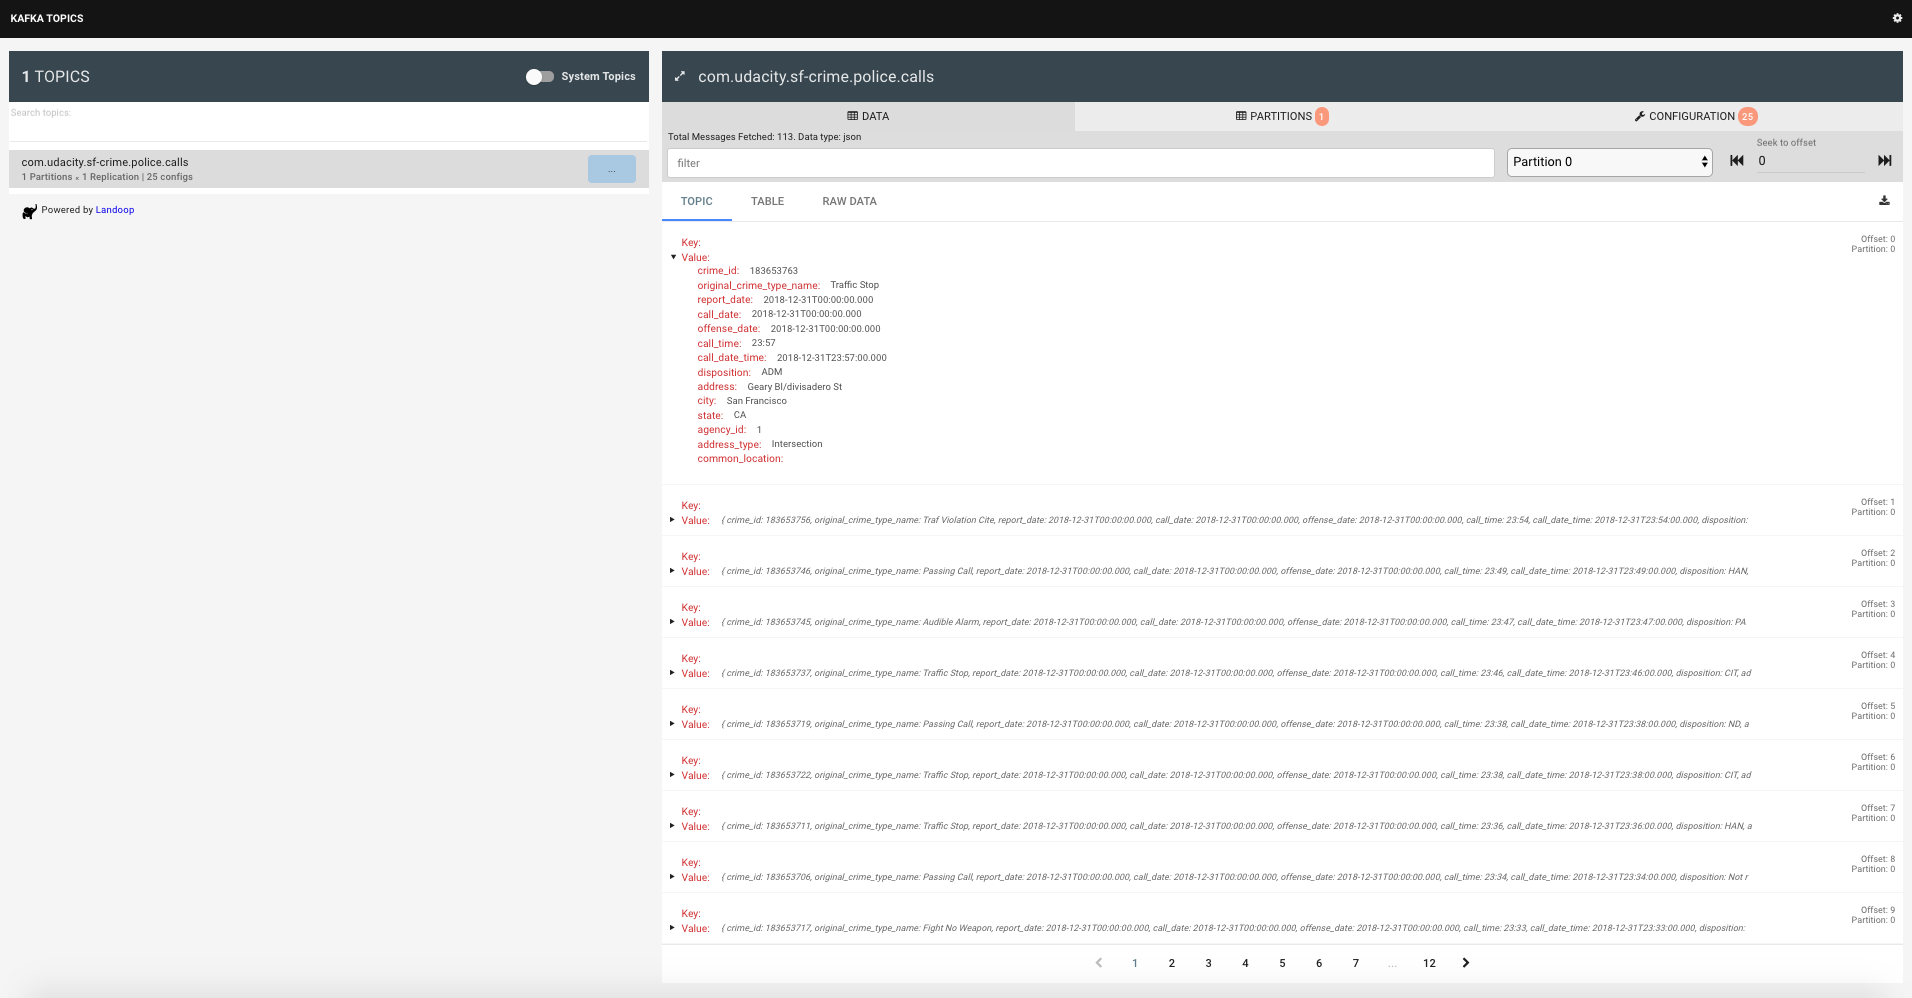 KAFKA TOPICS
1 TOPICS
System Topics
Search topics:
com.udacity.sf-crime.police.calls
1 Partitions × 1 Replication | 25 configs
...
Powered by Landoop
com.udacity.sf-crime.police.calls
DATA
PARTITIONS 1
CONFIGURATION 25
Total Messages Fetched: 113. Data type: json
filter
Partition 0
Seek to offset
0
TOPIC TABLE RAW DATA
Offset: 0
Partition: 0
Key:
Value:
crime_id: 183653763
original_crime_type_name: Traffic Stop
report_date: 2018-12-31T00:00:00.000
call_date: 2018-12-31T00:00:00.000
offense_date: 2018-12-31T00:00:00.000
call_time: 23:57
call_date_time: 2018-12-31T23:57:00.000
disposition: ADM
address: Geary Bl/divisadero St
city: San Francisco
state: CA
agency_id: 1
address_type: Intersection
common_location:
Offset: 1
Partition: 0
Key:
Value: { crime_id: 183653756, original_crime_type_name: Traf Violation Cite, report_date: 2018-12-31T00:00:00.000, call_date: 2018-12-31T00:00:00.000, offense_date: 2018-12-31T00:00:00.000, call_time: 23:54, call_date_time: 2018-12-31T23:54:00.000, disposition:
Offset: 2
Partition: 0
Key:
Value: { crime_id: 183653746, original_crime_type_name: Passing Call, report_date: 2018-12-31T00:00:00.000, call_date: 2018-12-31T00:00:00.000, offense_date: 2018-12-31T00:00:00.000, call_time: 23:49, call_date_time: 2018-12-31T23:49:00.000, disposition: HAN,
Offset: 3
Partition: 0
Key:
Value: { crime_id: 183653745, original_crime_type_name: Audible Alarm, report_date: 2018-12-31T00:00:00.000, call_date: 2018-12-31T00:00:00.000, offense_date: 2018-12-31T00:00:00.000, call_time: 23:47, call_date_time: 2018-12-31T23:47:00.000, disposition: PA
Offset: 4
Partition: 0
Key:
Value: { crime_id: 183653737, original_crime_type_name: Traffic Stop, report_date: 2018-12-31T00:00:00.000, call_date: 2018-12-31T00:00:00.000, offense_date: 2018-12-31T00:00:00.000, call_time: 23:46, call_date_time: 2018-12-31T23:46:00.000, disposition: CIT, ad
Offset: 5
Partition: 0
Key:
Value: { crime_id: 183653719, original_crime_type_name: Passing Call, report_date: 2018-12-31T00:00:00.000, call_date: 2018-12-31T00:00:00.000, offense_date: 2018-12-31T00:00:00.000, call_time: 23:38, call_date_time: 2018-12-31T23:38:00.000, disposition: ND, a
Offset: 6
Partition: 0
Key:
Value: { crime_id: 183653722, original_crime_type_name: Traffic Stop, report_date: 2018-12-31T00:00:00.000, call_date: 2018-12-31T00:00:00.000, offense_date: 2018-12-31T00:00:00.000, call_time: 23:38, call_date_time: 2018-12-31T23:38:00.000, disposition: CIT, ad
Offset: 7
Partition: 0
Key:
Value: { crime_id: 183653711, original_crime_type_name: Traffic Stop, report_date: 2018-12-31T00:00:00.000, call_date: 2018-12-31T00:00:00.000, offense_date: 2018-12-31T00:00:00.000, call_time: 23:36, call_date_time: 2018-12-31T23:36:00.000, disposition: HAN, a
Offset: 8
Partition: 0
Key:
Value: { crime_id: 183653706, original_crime_type_name: Passing Call, report_date: 2018-12-31T00:00:00.000, call_date: 2018-12-31T00:00:00.000, offense_date: 2018-12-31T00:00:00.000, call_time: 23:34, call_date_time: 2018-12-31T23:34:00.000, disposition: Not r
Offset: 9
Partition: 0
Key:
Value: { crime_id: 183653717, original_crime_type_name: Fight No Weapon, report_date: 2018-12-31T00:00:00.000, call_date: 2018-12-31T00:00:00.000, offense_date: 2018-12-31T00:00:00.000, call_time: 23:33, call_date_time: 2018-12-31T23:33:00.000, disposition:
1 2 3 4 5 6 7 ... 12